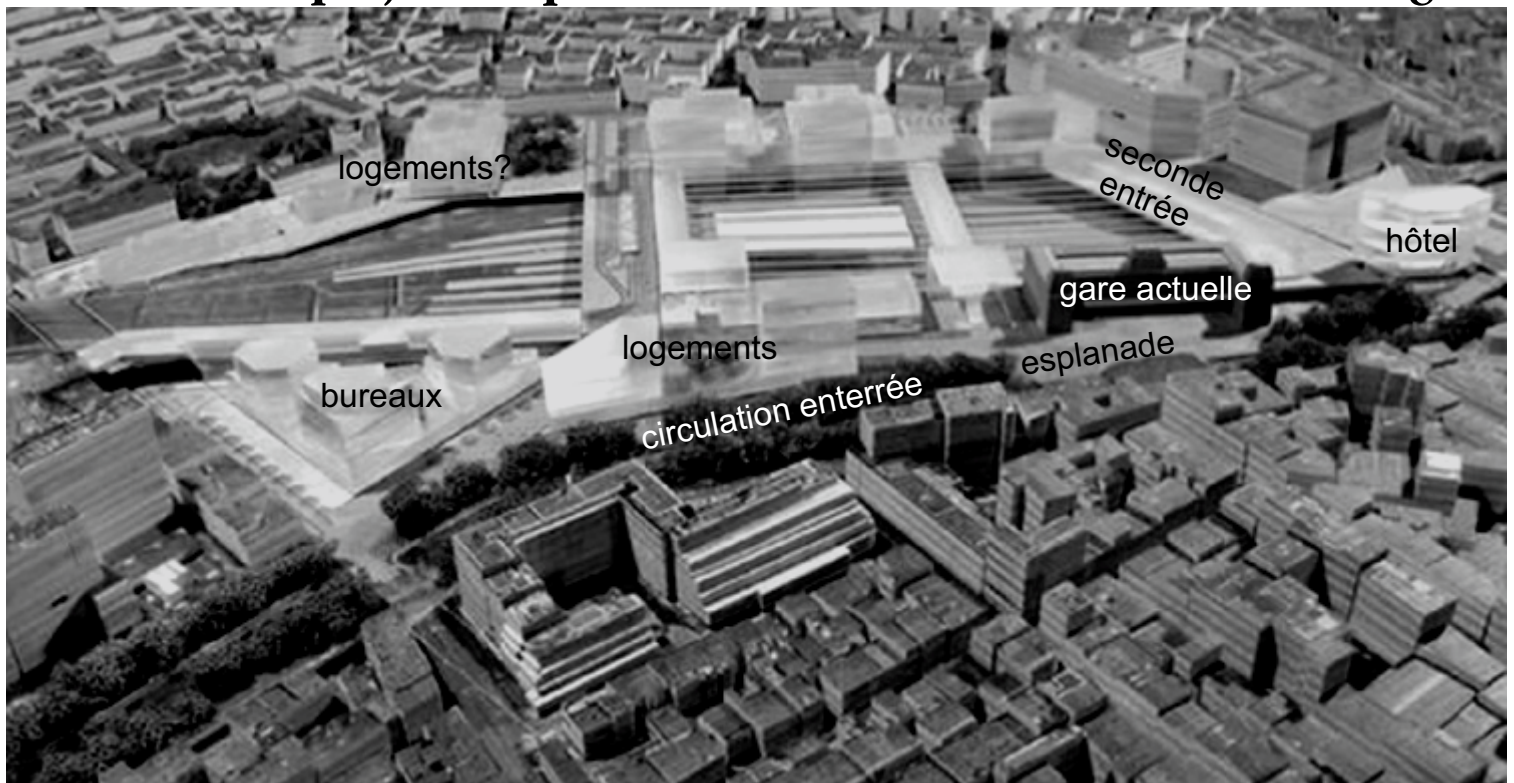 logements?
seconde
entrée
hôtel
gare actuelle
logements
esplanade
bureaux
circulation enterrée